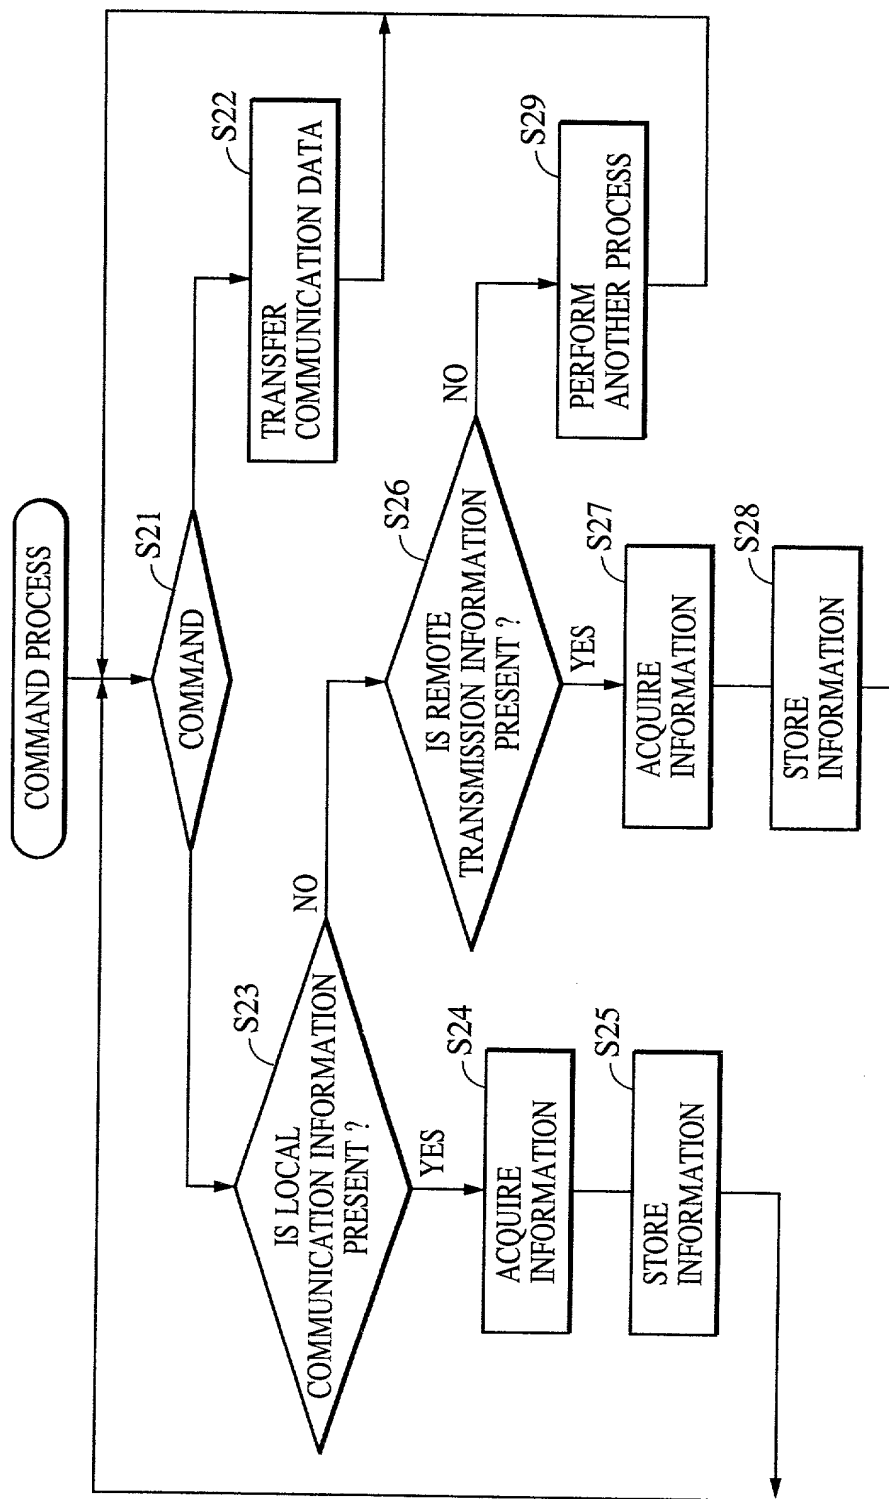 COMMAND PROCESS
S21
COMMAND
S22
TRANSFER
COMMUNICATION DATA
S23
IS LOCAL
COMMUNICATION INFORMATION
PRESENT ?
NO
YES
S24
ACQUIRE
INFORMATION
S25
STORE
INFORMATION
S26
IS REMOTE
TRANSMISSION INFORMATION
PRESENT ?
NO
YES
S27
ACQUIRE
INFORMATION
S28
STORE
INFORMATION
S29
PERFORM
ANOTHER PROCESS